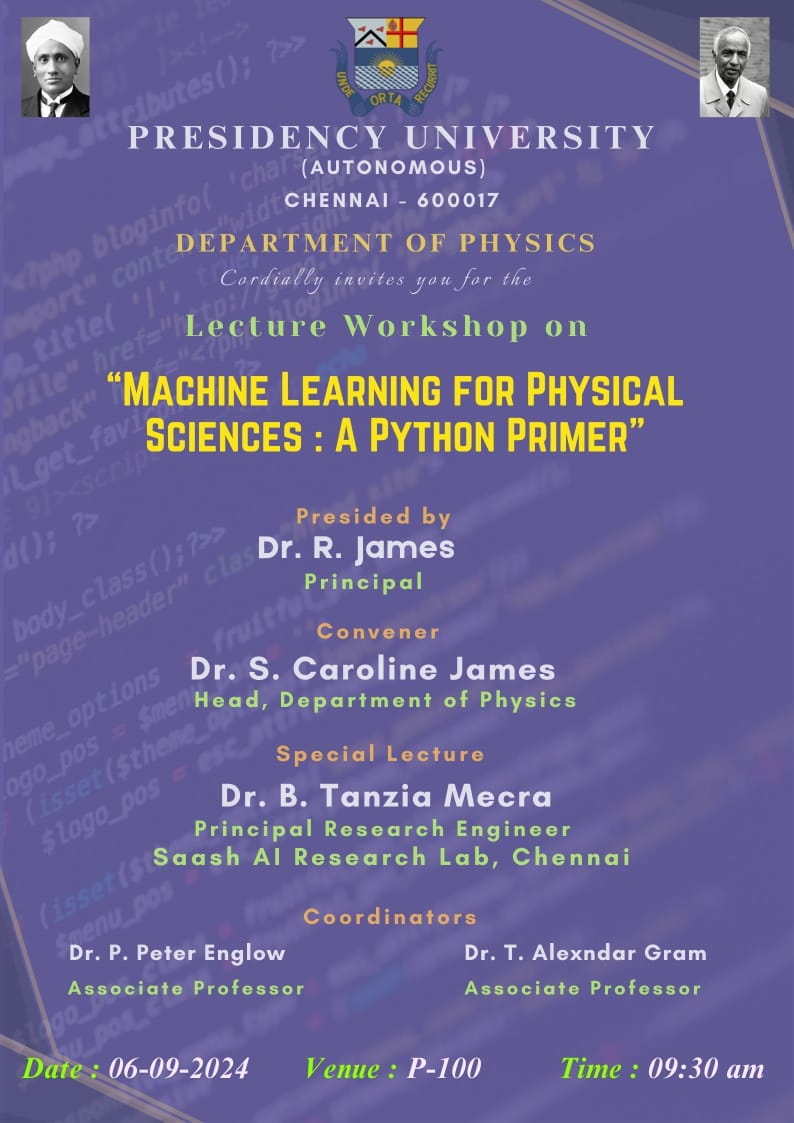 UNDE ORTA RECURRIT
PRESIDENCY UNIVERSITY
(AUTONOMOUS)
CHENNAI - 600017
DEPARTMENT OF PHYSICS
Cordially invites you for the
Lecture Workshop on
“MACHINE LEARNING FOR PHYSICAL
SCIENCES : A PYTHON PRIMER”
Presided by
Dr. R. James
Principal
Convener
Dr. S. Caroline James
Head, Department of Physics
Special Lecture
Dr. B. Tanzia Mecra
Principal Research Engineer
Saash AI Research Lab, Chennai
Coordinators
Dr. P. Peter Englow Dr. T. Alexndar Gram
Associate Professor Associate Professor
Date : 06-09-2024 Venue : P-100 Time : 09:30 am